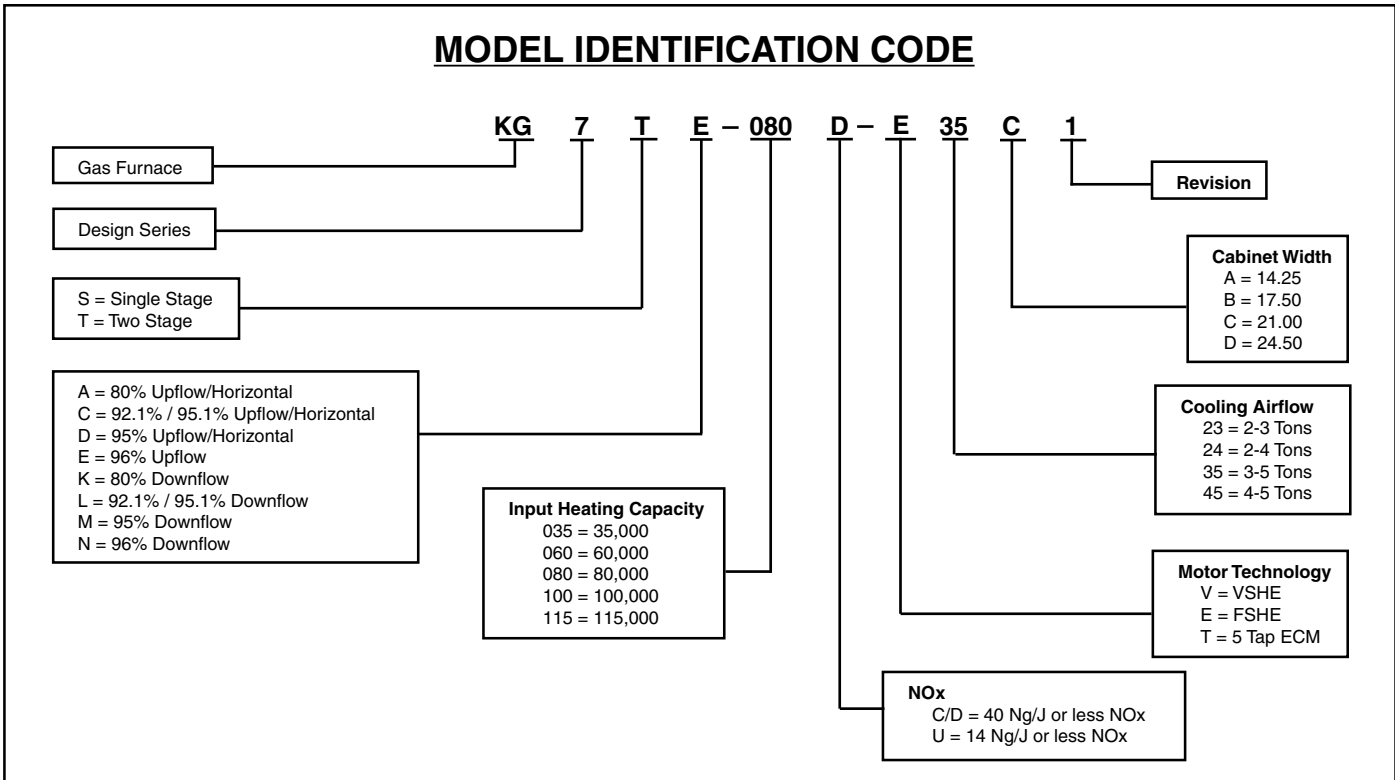 MODEL IDENTIFICATION CODE
KG 7 T E – 080 D – E 35 C 1
Gas Furnace
Design Series
S = Single Stage
T = Two Stage
A = 80% Upflow/Horizontal
C = 92.1% / 95.1% Upflow/Horizontal
D = 95% Upflow/Horizontal
E = 96% Upflow
K = 80% Downflow
L = 92.1% / 95.1% Downflow
M = 95% Downflow
N = 96% Downflow
Input Heating Capacity
035 = 35,000
060 = 60,000
080 = 80,000
100 = 100,000
115 = 115,000
Revision
Cabinet Width
A = 14.25
B = 17.50
C = 21.00
D = 24.50
Cooling Airflow
23 = 2-3 Tons
24 = 2-4 Tons
35 = 3-5 Tons
45 = 4-5 Tons
Motor Technology
V = VSHE
E = FSHE
T = 5 Tap ECM
NOx
C/D = 40 Ng/J or less NOx
U = 14 Ng/J or less NOx